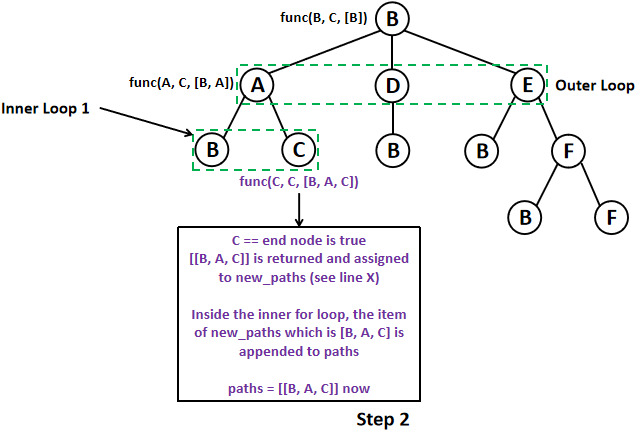 func(B, C, [B])
B
func(A, C, [B, A])
A
D
E
Outer Loop
Inner Loop 1
B
C
B
B
F
func(C, C, [B, A, C])
B
F
C == end node is true
[[B, A, C]] is returned and assigned
to new_paths (see line X)
Inside the inner for loop, the item
of new_paths which is [B, A, C] is
appended to paths
paths = [[B, A, C]] now
Step 2